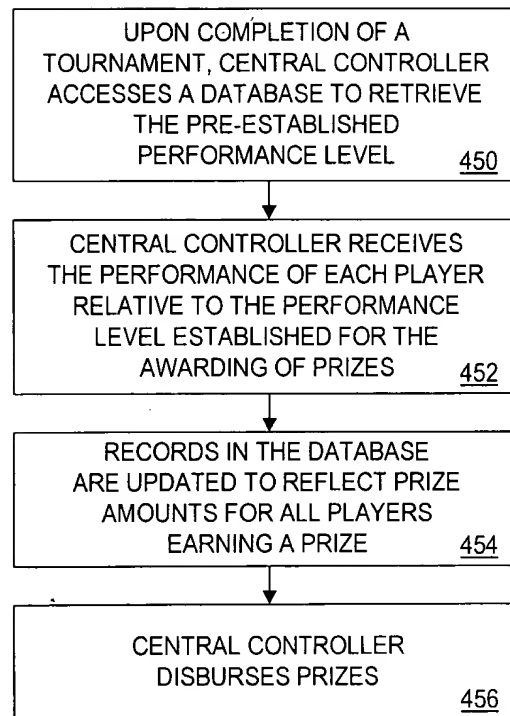 UPON COMPLETION OF A
TOURNAMENT, CENTRAL CONTROLLER
ACCESSES A DATABASE TO RETRIEVE
THE PRE-ESTABLISHED
PERFORMANCE LEVEL
450
CENTRAL CONTROLLER RECEIVES
THE PERFORMANCE OF EACH PLAYER
RELATIVE TO THE PERFORMANCE
LEVEL ESTABLISHED FOR THE
AWARDING OF PRIZES
452
RECORDS IN THE DATABASE
ARE UPDATED TO REFLECT PRIZE
AMOUNTS FOR ALL PLAYERS
EARNING A PRIZE
454
CENTRAL CONTROLLER
DISBURSES PRIZES
456